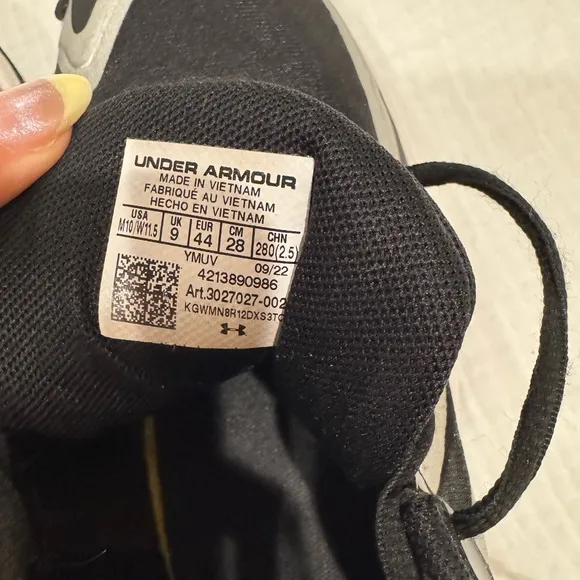 UNDER ARMOUR
MADE IN VIETNAM
FABRIQUÉ AU VIETNAM
HECHO EN VIETNAM
USA UK EUR CM CHN
M10/W11.5 9 44 28 280(2.5)
YMUV 09/22
4213890986
Art.3027027-002
KGWMN8R12DXS3TC